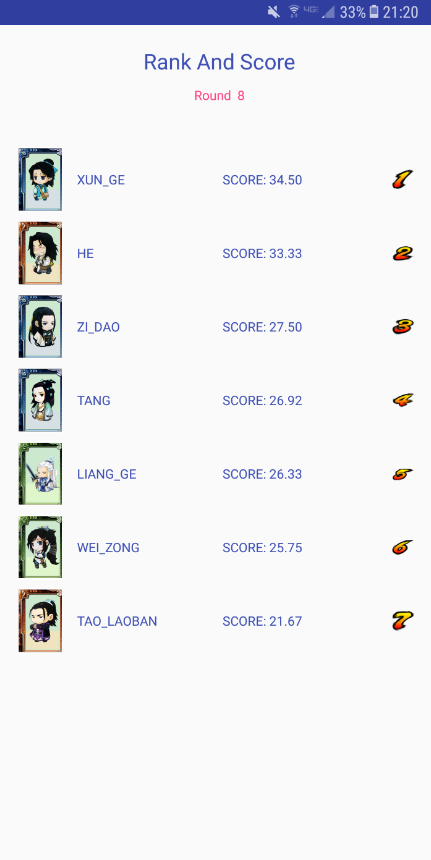 4GE 33% 21:20
Rank And Score
Round 8
XUN_GE SCORE: 34.50 1
HE SCORE: 33.33 2
ZI_DAO SCORE: 27.50 3
TANG SCORE: 26.92 4
LIANG_GE SCORE: 26.33 5
WEI_ZONG SCORE: 25.75 6
TAO_LAOBAN SCORE: 21.67 7